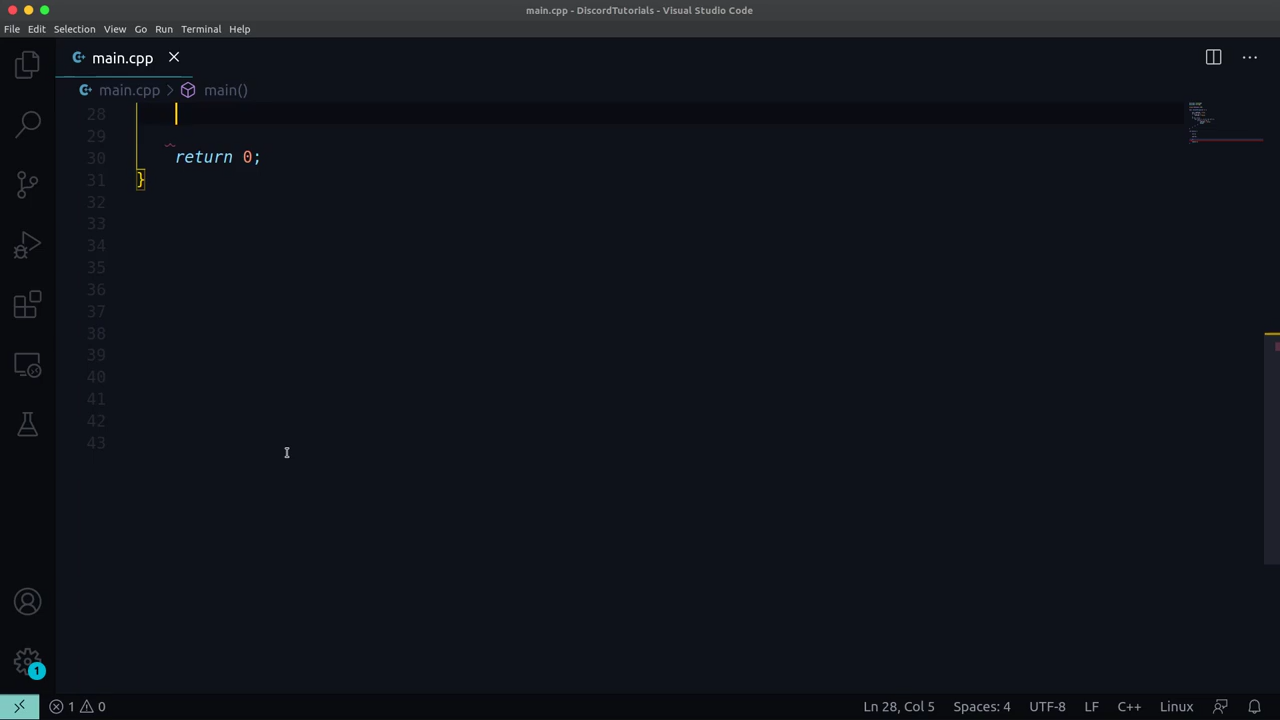 main.cpp - DiscordTutorials - Visual Studio Code
File Edit Selection View Go Run Terminal Help
main.cpp
main.cpp > main()
28
29
30 return 0;
31 }
32
33
34
35
36
37
38
39
40
41
42
43
1
1 0 Ln 28, Col 5 Spaces: 4 UTF-8 LF C++ Linux